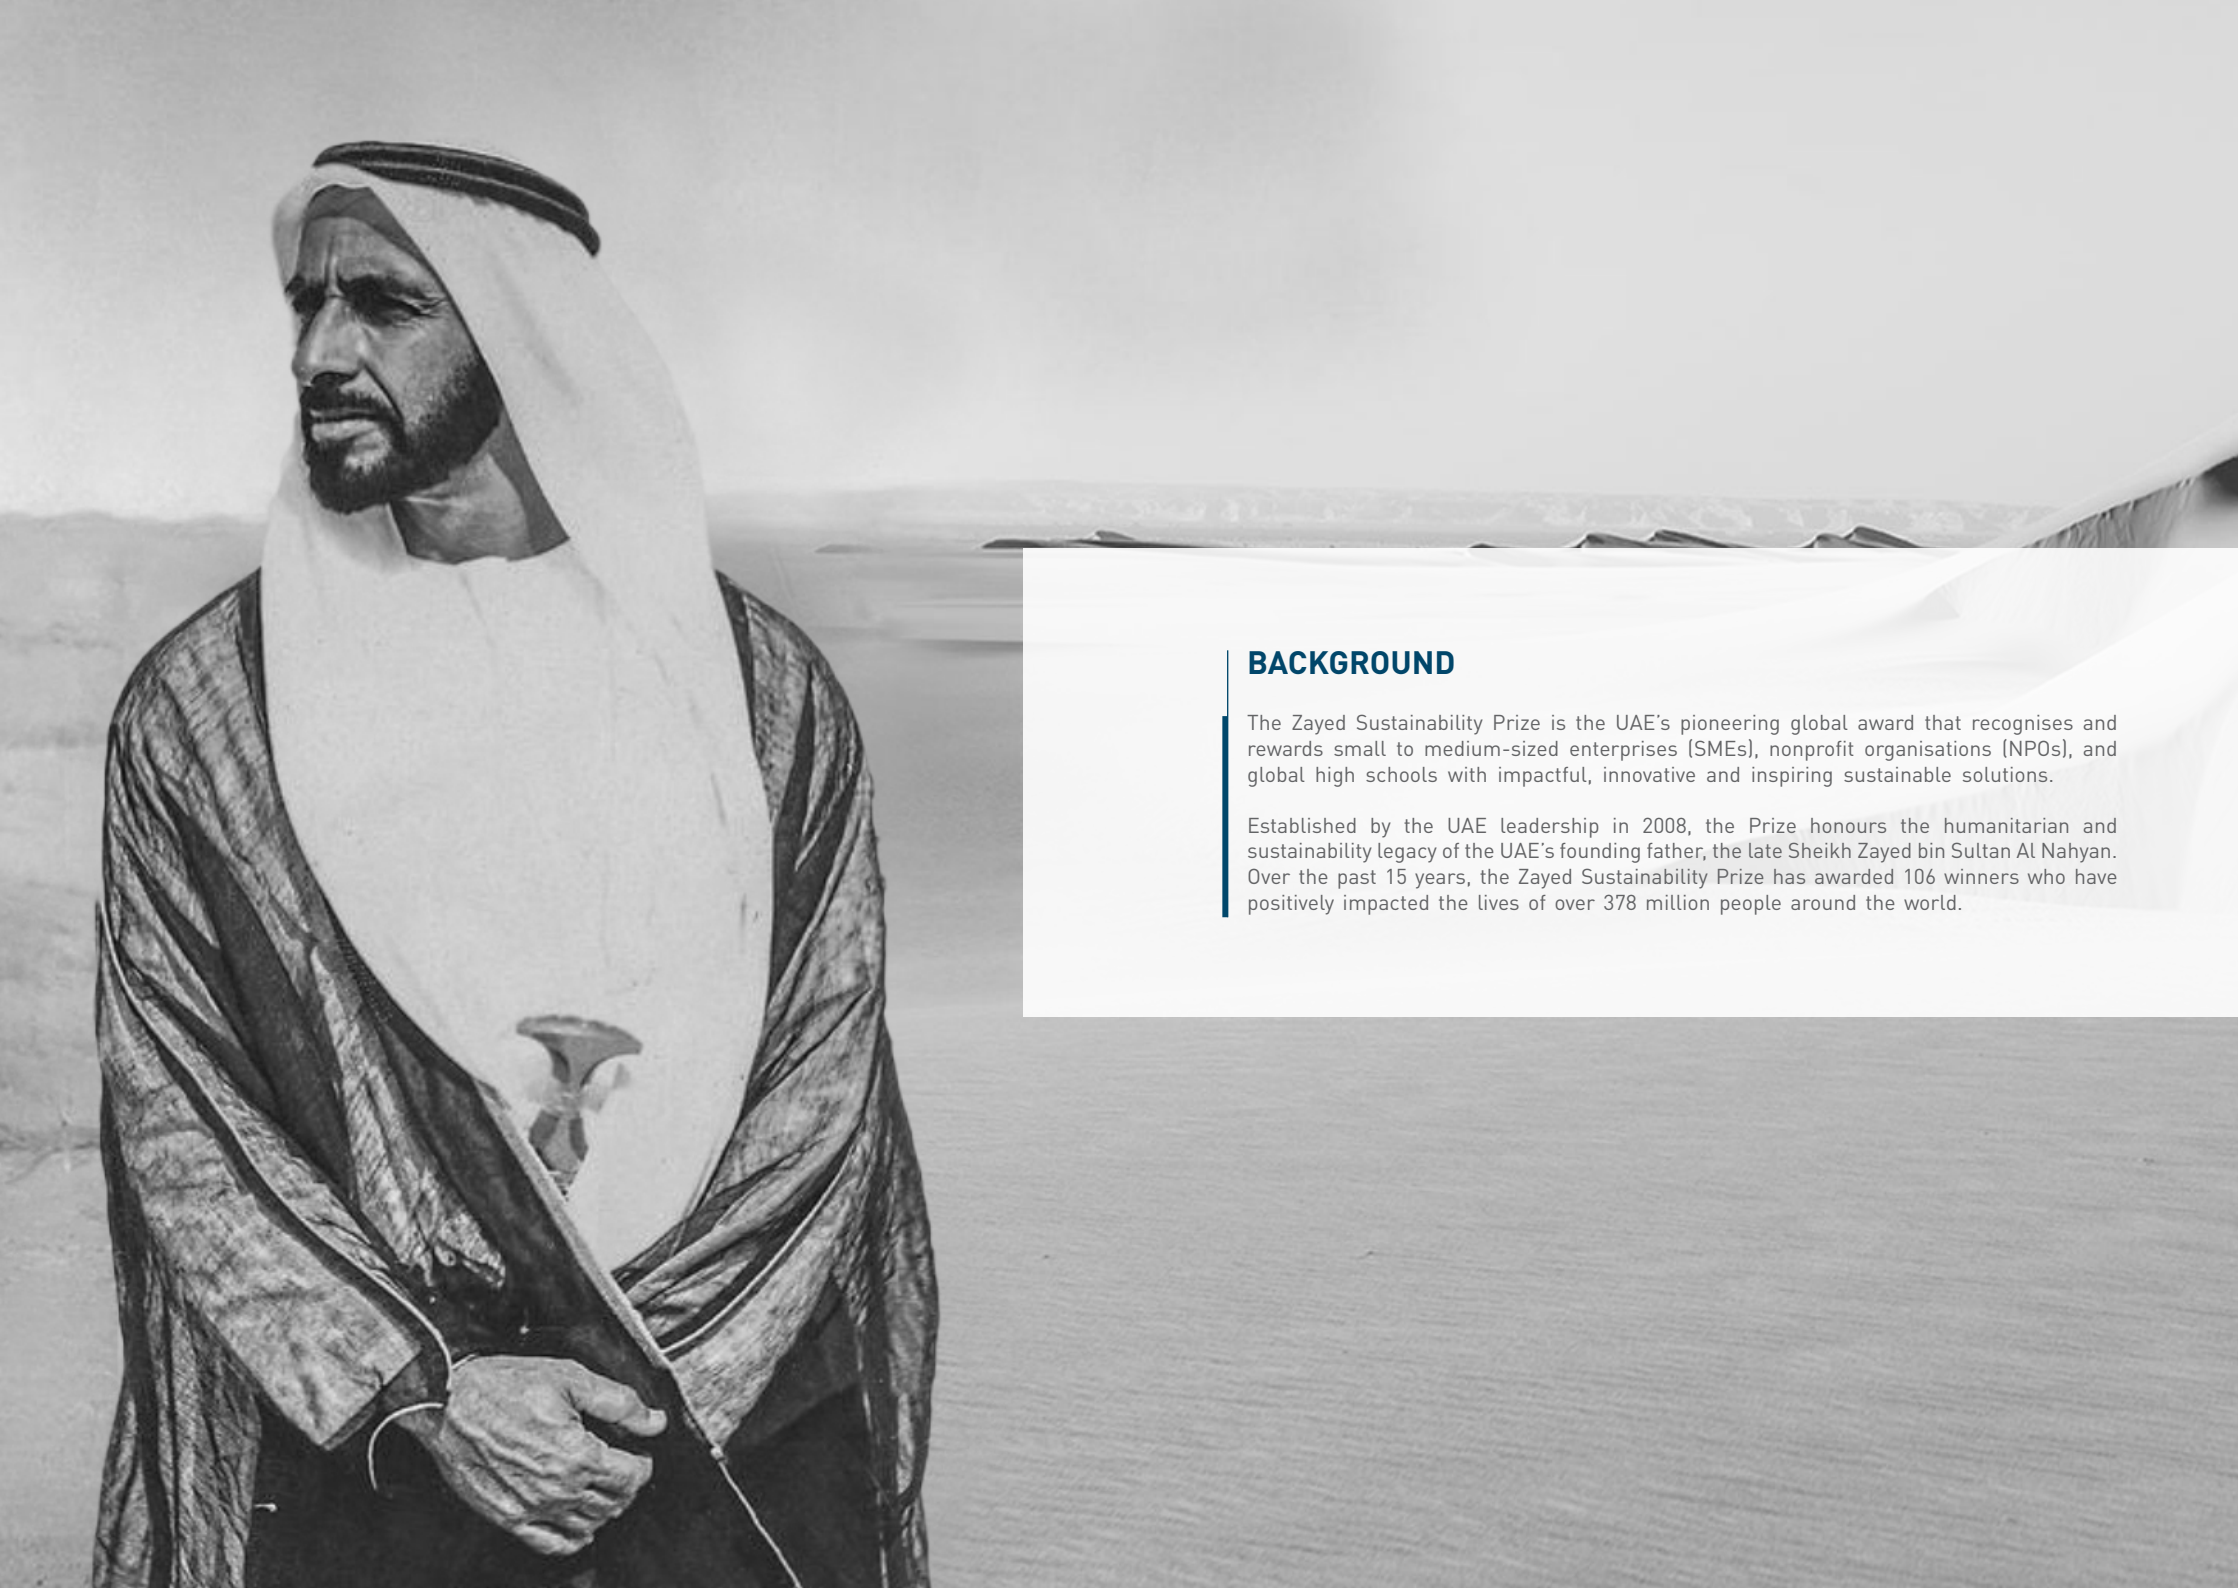 BACKGROUND
The Zayed Sustainability Prize is the UAE’s pioneering global award that recognises and
rewards small to medium-sized enterprises (SMEs), nonprofit organisations (NPOs), and
global high schools with impactful, innovative and inspiring sustainable solutions.
Established by the UAE leadership in 2008, the Prize honours the humanitarian and
sustainability legacy of the UAE’s founding father, the late Sheikh Zayed bin Sultan Al Nahyan.
Over the past 15 years, the Zayed Sustainability Prize has awarded 106 winners who have
positively impacted the lives of over 378 million people around the world.